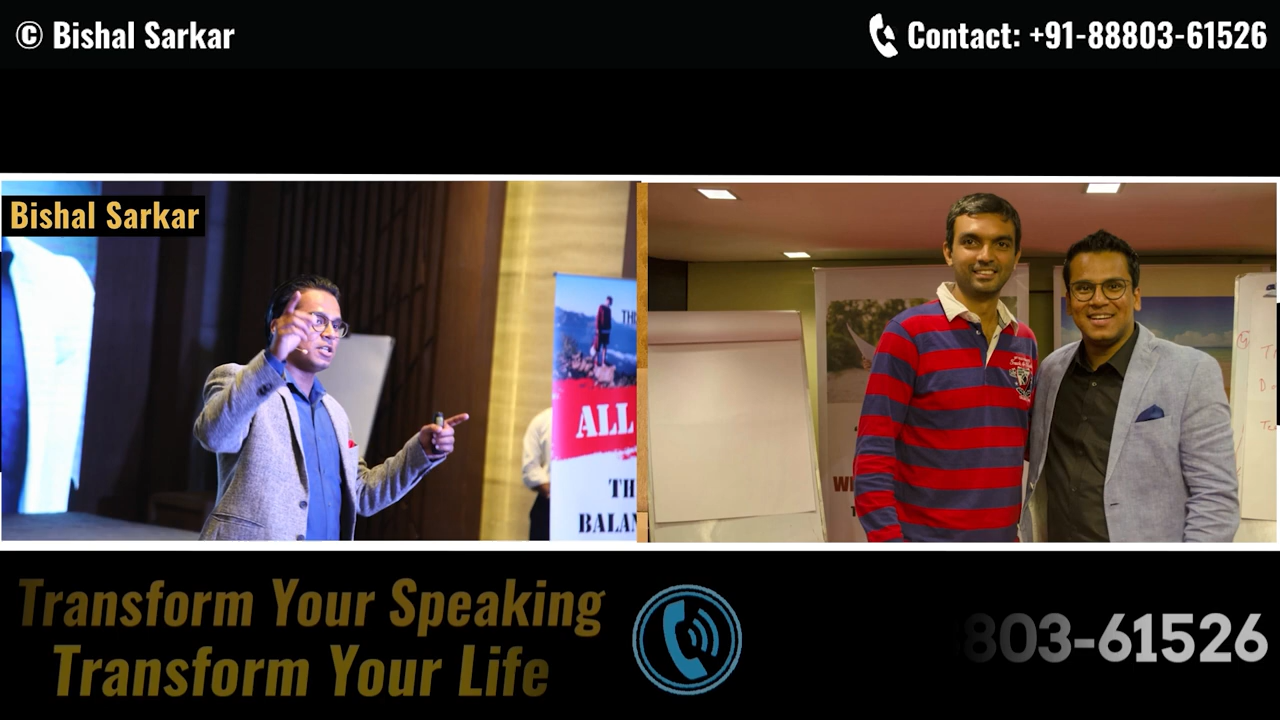 © Bishal Sarkar
Contact: +91-88803-61526
Bishal Sarkar
ALL
TH
BALAN
Transform Your Speaking
Transform Your Life
803-61526